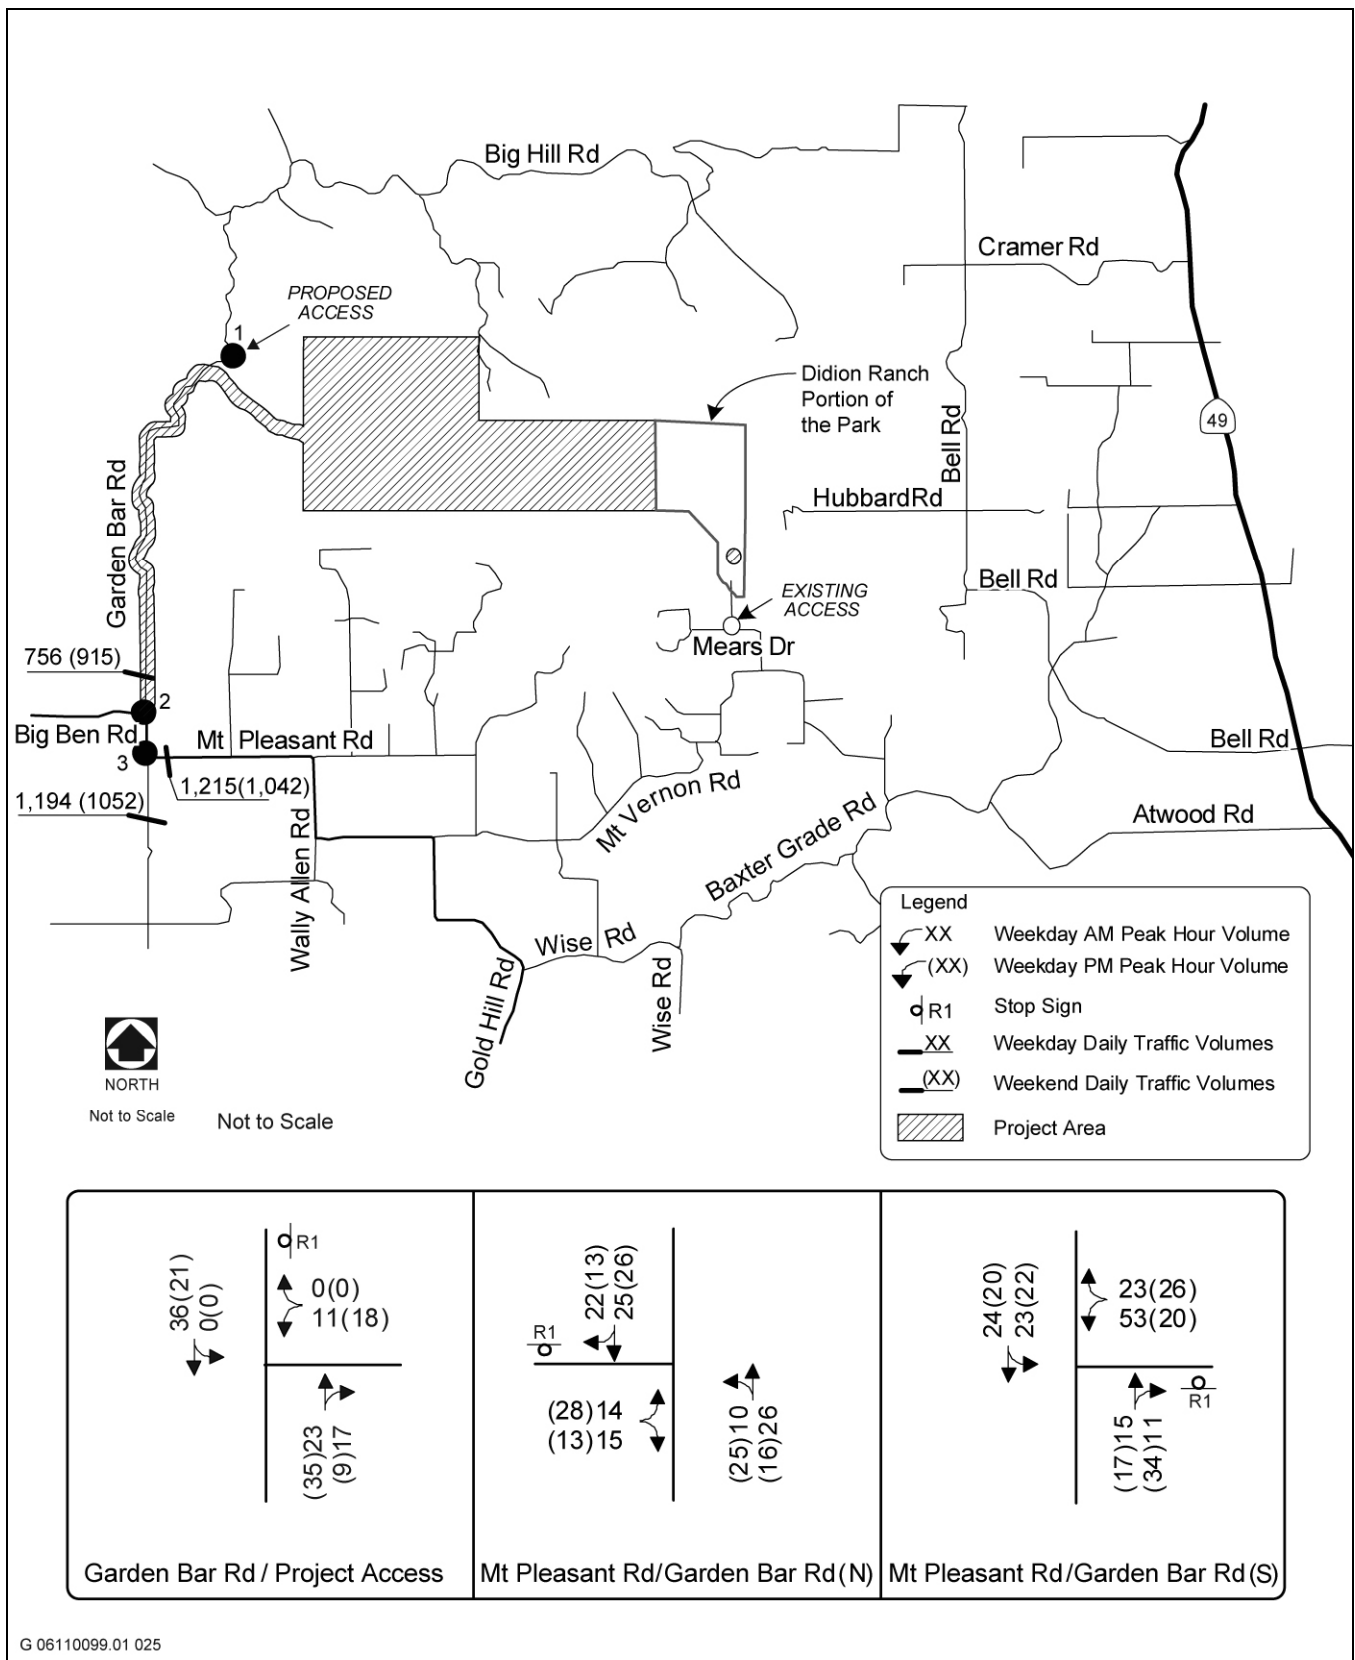 Big Hill Rd
Cramer Rd
PROPOSED
ACCESS
1
Didion Ranch
Portion of
the Park
49
Bell Rd
Garden Bar Rd
Hubbard Rd
Bell Rd
EXISTING
ACCESS
Mears Dr
756 (915)
2
Big Ben Rd
Mt Pleasant Rd
Bell Rd
3
1,215(1,042)
1,194 (1052)
Mt Vernon Rd
Atwood Rd
Wally Allen Rd
Baxter Grade Rd
Wise Rd
Gold Hill Rd
Wise Rd
Legend
XX Weekday AM Peak Hour Volume
(XX) Weekday PM Peak Hour Volume
R1 Stop Sign
XX Weekday Daily Traffic Volumes
(XX) Weekend Daily Traffic Volumes
Project Area
NORTH
Not to Scale
Not to Scale
R1
36(21)
0(0)
0(0)
11(18)
(35)23
(9)17
Garden Bar Rd / Project Access
22(13)
25(26)
R1
(28)14
(13)15
(25)10
(16)26
Mt Pleasant Rd/Garden Bar Rd (N)
24(20)
23(22)
23(26)
53(20)
R1
(17)15
(34)11
Mt Pleasant Rd/Garden Bar Rd (S)
G 06110099.01 025